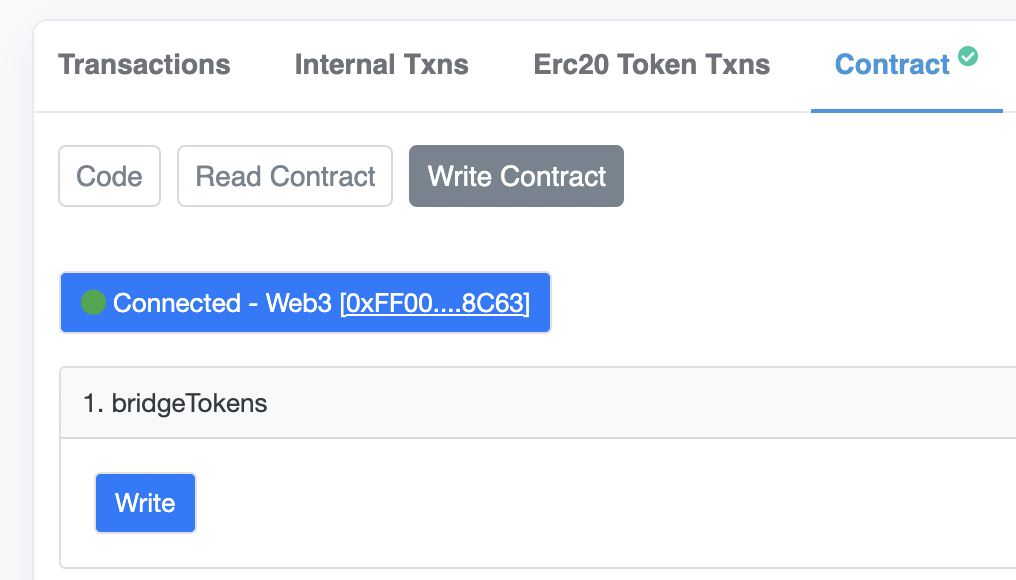 Transactions Internal Txns Erc20 Token Txns Contract
Code Read Contract Write Contract
Connected - Web3 [0xFF00....8C63]
1. bridgeTokens
Write